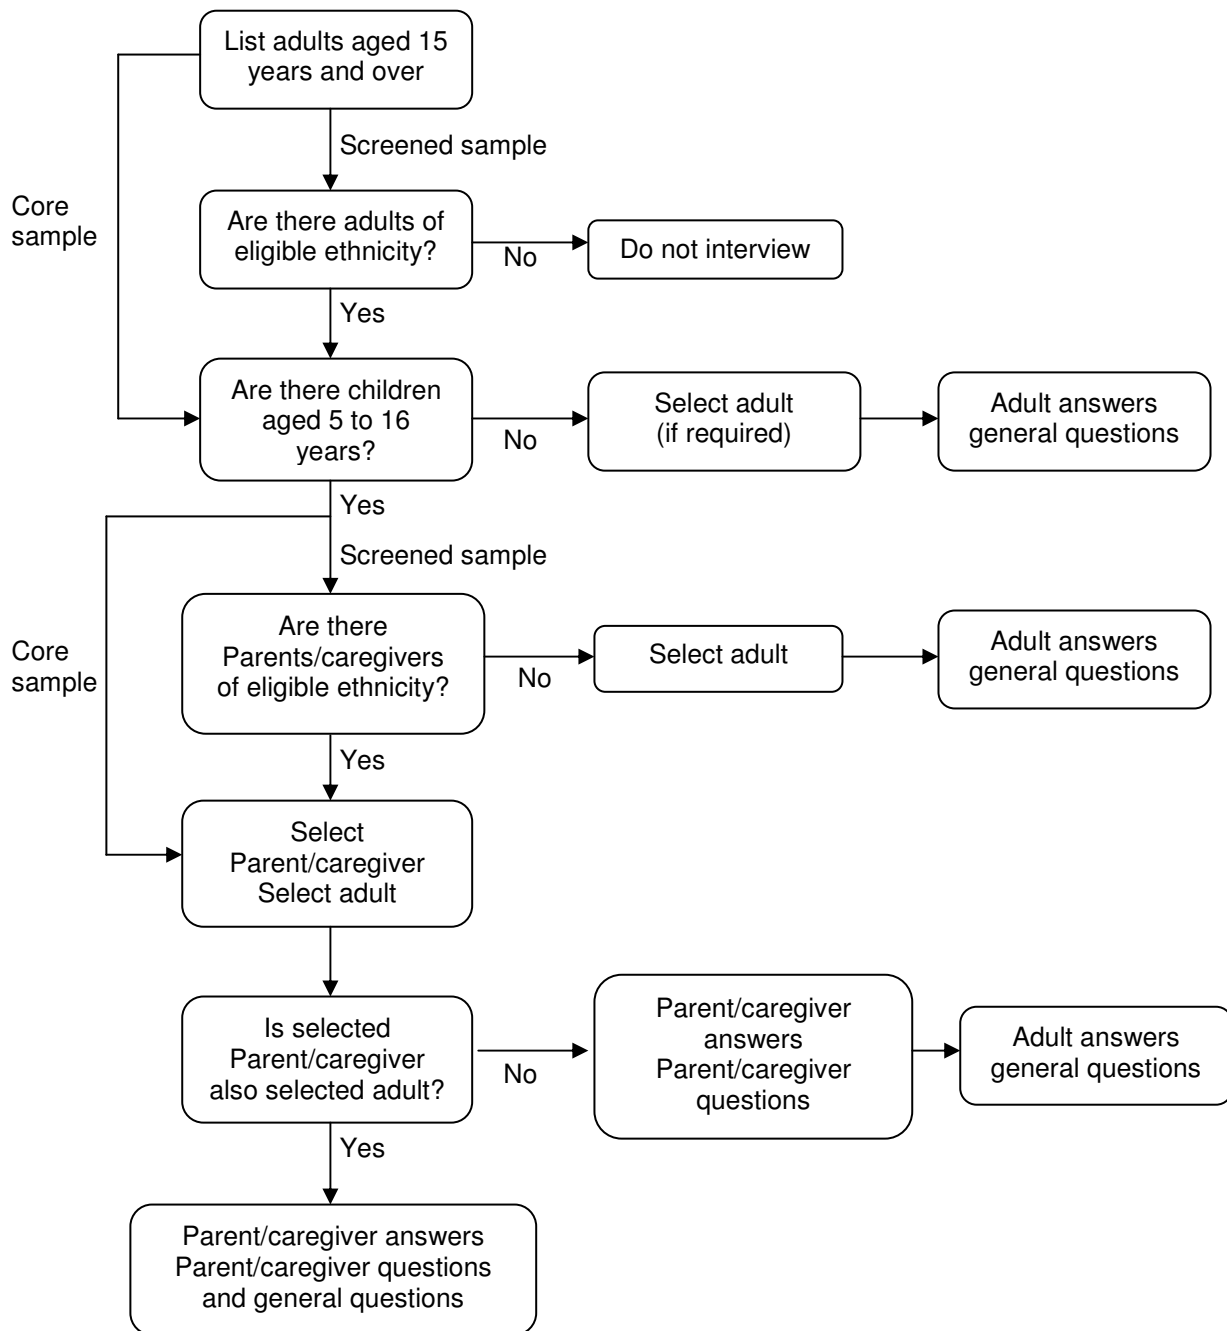 List adults aged 15
years and over
Screened sample
Core
sample
Are there adults of
eligible ethnicity?
No
Do not interview
Yes
Are there children
aged 5 to 16
years?
No
Select adult
(if required)
Adult answers
general questions
Yes
Screened sample
Core
sample
Are there
Parents/caregivers
of eligible ethnicity?
No
Select adult
Adult answers
general questions
Yes
Select
Parent/caregiver
Select adult
Is selected
Parent/caregiver
also selected adult?
No
Parent/caregiver
answers
Parent/caregiver
questions
Adult answers
general questions
Yes
Parent/caregiver answers
Parent/caregiver questions
and general questions